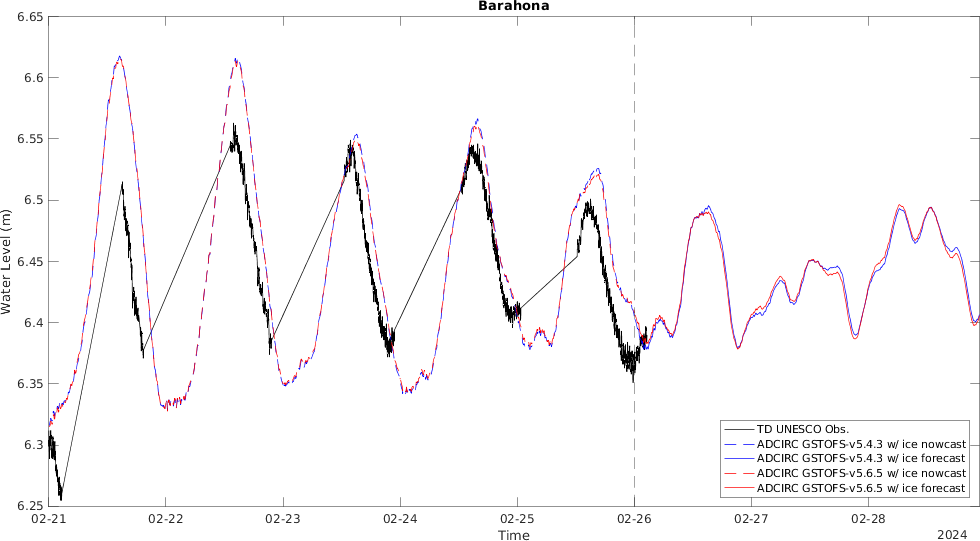 Barahona
6.65
6.6
6.55
6.5
6.45
6.4
6.35
6.3
6.25
Water Level (m)
02-21 02-22 02-23 02-24 02-25 02-26 02-27 02-28
Time
2024
TD UNESCO Obs.
ADCIRC GSTOFS-v5.4.3 w/ ice nowcast
ADCIRC GSTOFS-v5.4.3 w/ ice forecast
ADCIRC GSTOFS-v5.6.5 w/ ice nowcast
ADCIRC GSTOFS-v5.6.5 w/ ice forecast